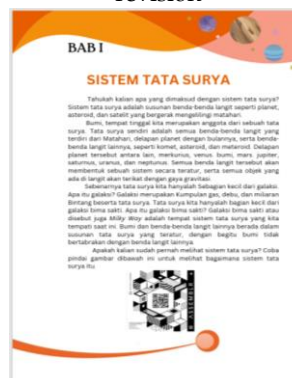 revision
BAB I
SISTEM TATA SURYA
Tahukah kalian apa yang dimaksud dengan sistem tata surya?
Sistem tata surya adalah susunan benda-benda langit seperti planet,
asteroid, dan satelit yang bergerak mengelilingi matahari.
Bumi, tempat tinggal kita merupakan anggota dari sebuah tata
surya. Tata surya sendiri adalah semua benda-benda langit yang
terdiri dari Matahari, delapan planet dengan bulannya, serta benda-
benda langit lainnya, seperti komet, asteroid, dan meteroid. Delapan
planet tersebut antara lain, merkurius, venus, bumi, mars, jupiter,
saturnus, uranus, dan neptunus. Semua benda langit tersebut akan
membentuk sebuah sistem secara teratur, serta semua objek yang
ada di langit akan terikat dengan gaya gravitasi.
Sebenarnya tata surya kita hanyalah Sebagian kecil dari galaksi.
Apa itu galaksi? Galaksi merupakan Kumpulan gas, debu, dan miliaran
Bintang beserta tata surya. Tata surya kita hanyalah bagian kecil dari
galaksi bima sakti. Apa itu galaksi bima sakti? Galaksi bima sakti atau
disebut juga Milky Way adalah tempat sistem tata surya yang kita
tempati saat ini. Bumi dan benda-benda langit lainnya berada dalam
susunan tata surya yang teratur, dengan begitu bumi tidak
bertabrakan dengan benda langit lainnya
Apakah kalian sudah pernah melihat sistem tata surya? Coba
pindai gambar dibawah ini untuk melihat bagaimana sistem tata
surya itu
ASSEMBLR